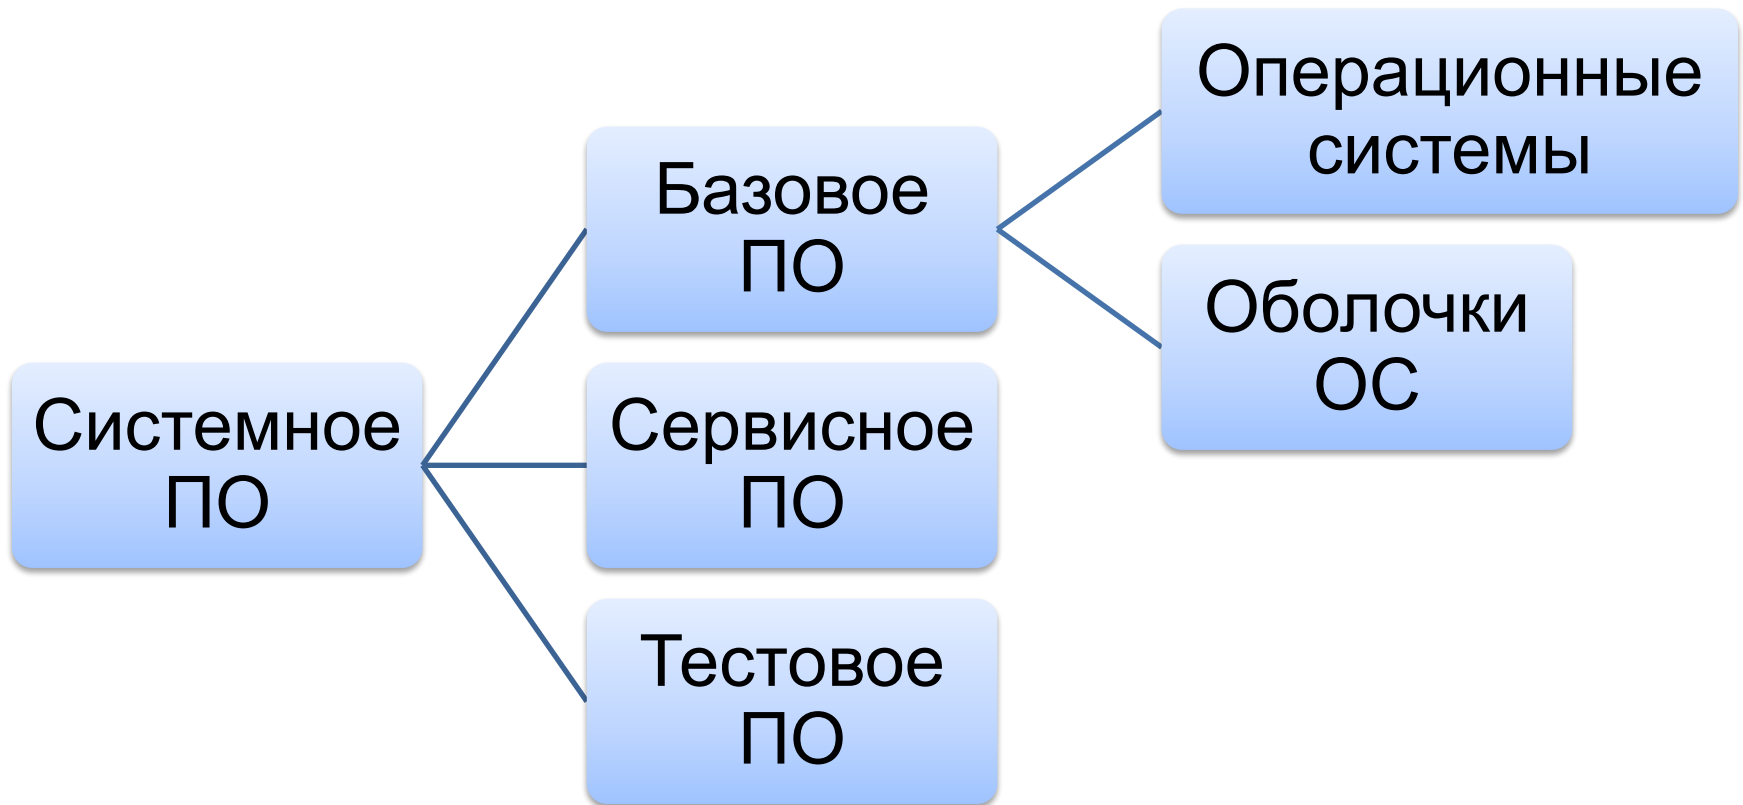 Системное
ПО
Базовое
ПО
Операционные
системы
Оболочки
ОС
Сервисное
ПО
Тестовое
ПО